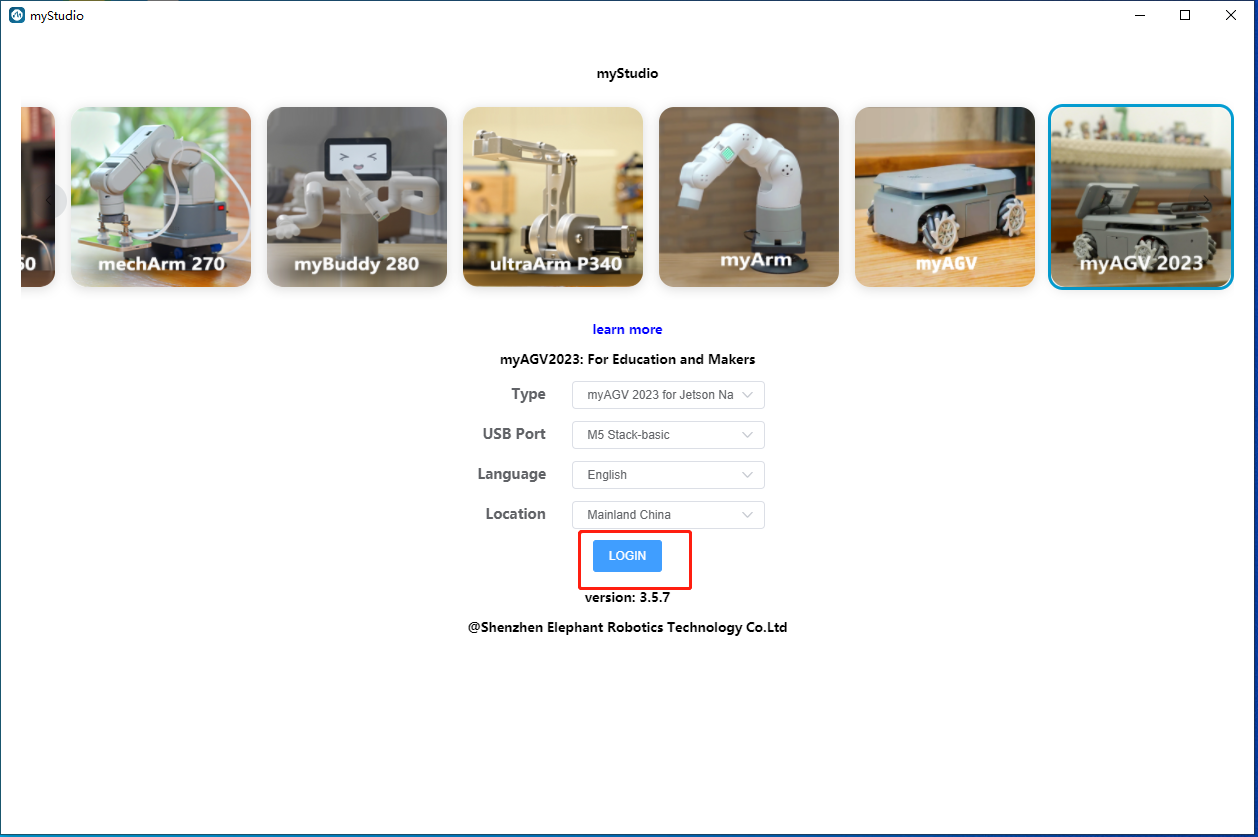 myStudio
myStudio
60
mechArm 270
myBuddy 280
ultraArm P340
myArm
myAGV
myAGV 2023
learn more
myAGV2023: For Education and Makers
Type
myAGV 2023 for Jetson Na
USB Port
M5 Stack-basic
Language
English
Location
Mainland China
LOGIN
version: 3.5.7
@Shenzhen Elephant Robotics Technology Co.Ltd